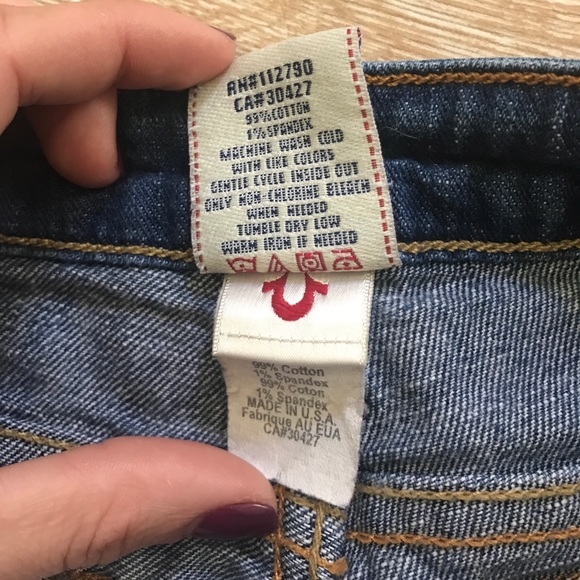 RN#112790
CA#30427
99%COTTON
1%SPANDEX
MACHINE WASH COLD
WITH LIKE COLORS
GENTLE CYCLE INSIDE OUT
ONLY NON-CHLORINE BLEACH
WHEN NEEDED
TUMBLE DRY LOW
WARM IRON IF NEEDED
99% Cotton
1% Spandex
99% Coton
1% Spandex
MADE IN U.S.A.
Fabrique AU EUA
CA#30427